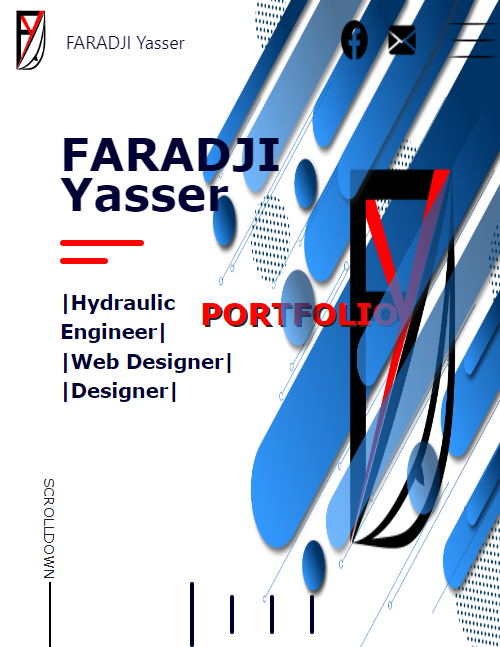 FARADJI Yasser
FARADJI
Yasser
|Hydraulic
Engineer|
|Web Designer|
|Designer|
PORTFOLIO
SCROLLDOWN